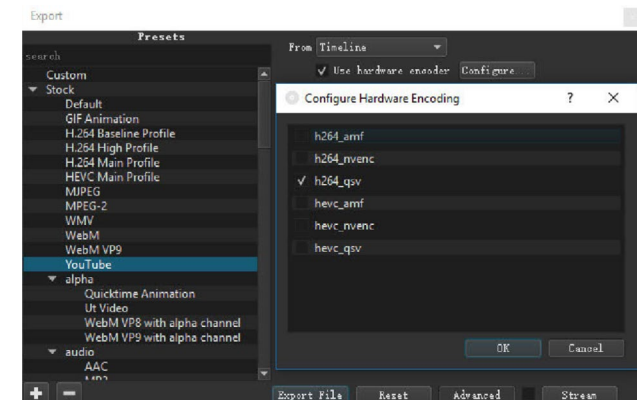 Export
Presets
search
Custom
Stock
Default
GIF Animation
H.264 Baseline Profile
H.264 High Profile
H.264 Main Profile
HEVC Main Profile
MJPEG
MPEG-2
WMV
WebM
WebM VP9
YouTube
alpha
Quicktime Animation
Ut Video
WebM VP8 with alpha channel
WebM VP9 with alpha channel
audio
AAC
MP3
From Timeline
Use hardware encoder Configure...
Configure Hardware Encoding ?
h264_amf
h264_nvenc
h264_qsv
hevc_amf
hevc_nvenc
hevc_qsv
OK Cancel
Export File Reset Advanced Stream